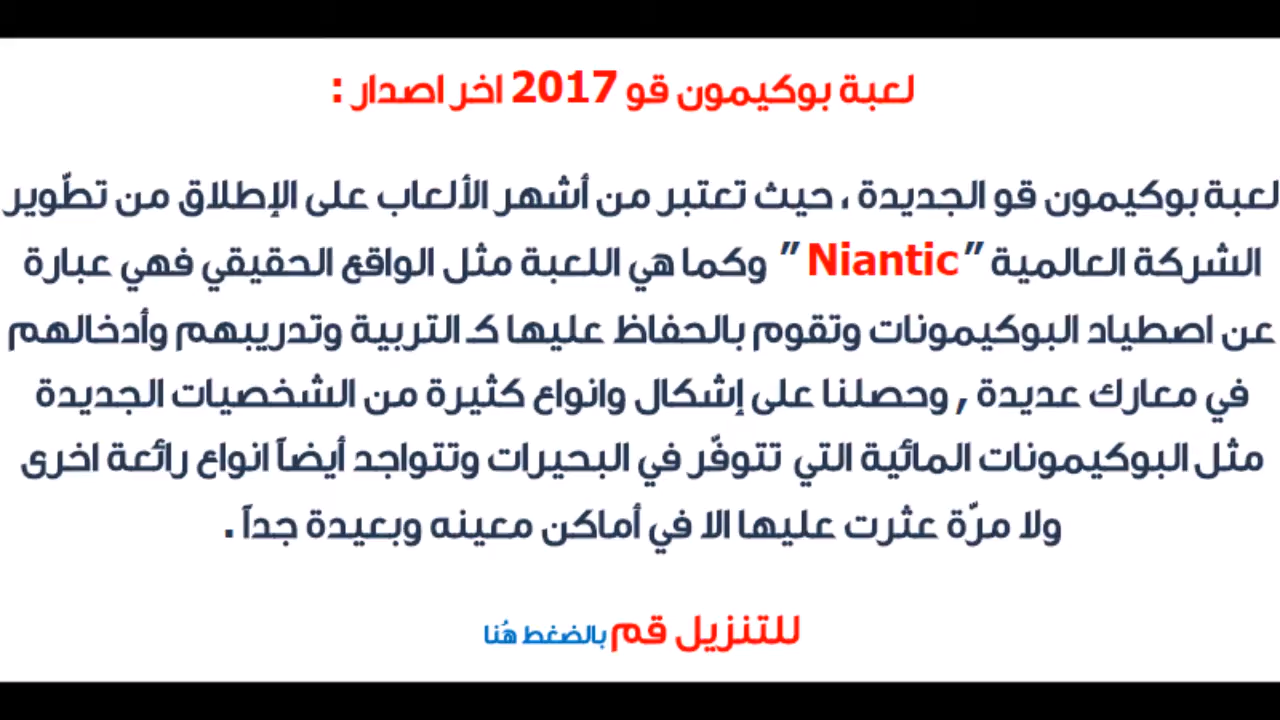 لعبة بوكيمون قو 2017 اخر اصدار :
لعبة بوكيمون قو الجديدة ، حيث تعتبر من أشهر الألعاب على الإطلاق من تطّوير
الشركة العالمية ” Niantic ” وكما هي اللعبة مثل الواقع الحقيقي فهي عبارة
عن اصطياد البوكيمونات وتقوم بالحفاظ عليها كـ التربية وتدريبهم وأدخالهم
في معارك عديدة , وحصلنا على إشكال وانواع كثيرة من الشخصيات الجديدة
مثل البوكيمونات المائية التي تتوفّر في البحيرات وتتواجد أيضاً انواع رائعة اخرى
ولا مرّة عثرت عليها الا في أماكن معينه وبعيدة جداً .
للتنزيل قم بالضغط هُنا